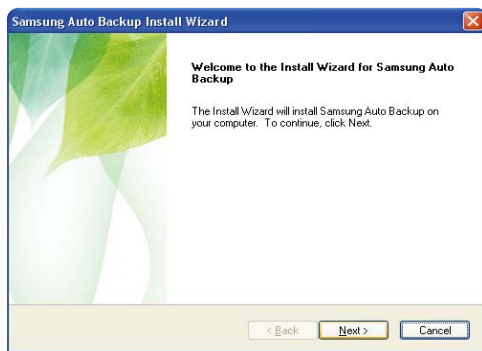 Samsung Auto Backup Install Wizard
Welcome to the Install Wizard for Samsung Auto
Backup
The Install Wizard will install Samsung Auto Backup on
your computer. To continue, click Next.
< Back Next > Cancel